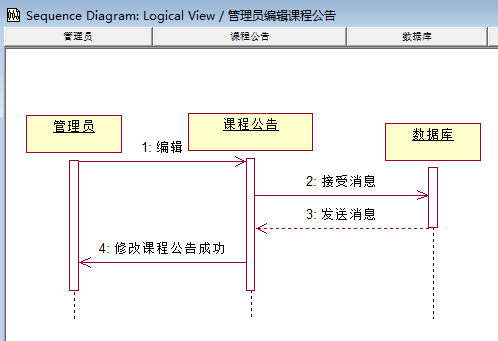 Sequence Diagram: Logical View / 管理员编辑课程公告
管理员 课程公告 数据库
管理员 课程公告 数据库
1: 编辑
2: 接受消息
3: 发送消息
4: 修改课程公告成功